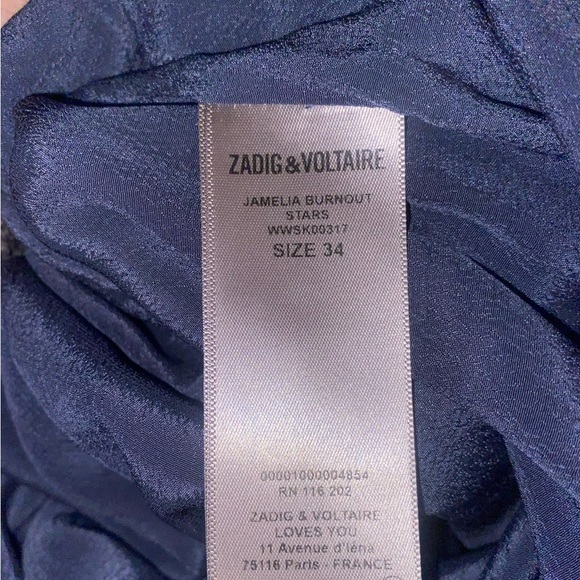 ZADIG&VOLTAIRE
JAMELIA BURNOUT
STARS
WWSK00317
SIZE 34
00001000004854
RN 116 202
ZADIG & VOLTAIRE
LOVES YOU
11 Avenue d'Iéna
75116 Paris - FRANCE